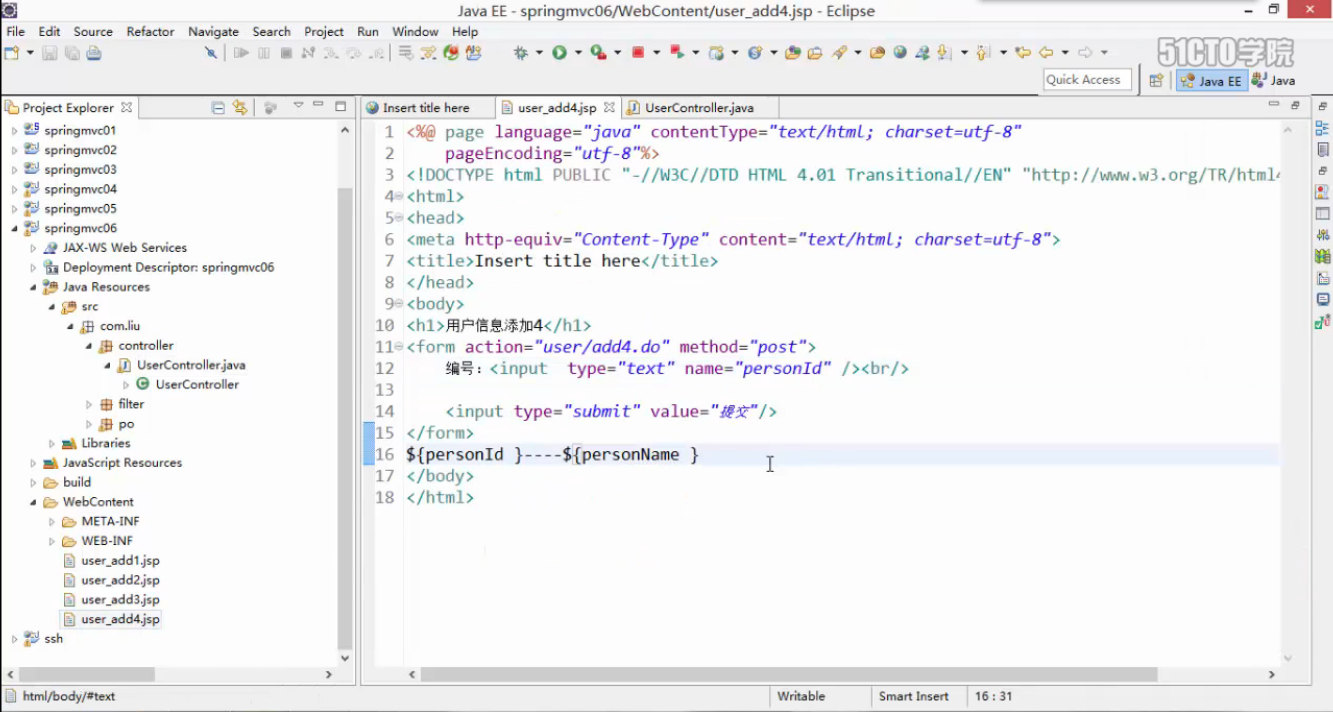 Java EE - springmvc06/WebContent/user_add4.jsp - Eclipse
File Edit Source Refactor Navigate Search Project Run Window Help
51CTO学院
Quick Access Java EE Java
Project Explorer
Insert title here user_add4.jsp UserController.java
springmvc01
springmvc02
springmvc03
springmvc04
springmvc05
springmvc06
JAX-WS Web Services
Deployment Descriptor: springmvc06
Java Resources
src
com.liu
controller
UserController.java
UserController
filter
po
Libraries
JavaScript Resources
build
WebContent
META-INF
WEB-INF
user_add1.jsp
user_add2.jsp
user_add3.jsp
user_add4.jsp
ssh
1 <%@ page language="java" contentType="text/html; charset=utf-8"
2 pageEncoding="utf-8"%>
3 <!DOCTYPE html PUBLIC "-//W3C//DTD HTML 4.01 Transitional//EN" "http://www.w3.org/TR/html4
4 <html>
5 <head>
6 <meta http-equiv="Content-Type" content="text/html; charset=utf-8">
7 <title>Insert title here</title>
8 </head>
9 <body>
10 <h1>用户信息添加4</h1>
11 <form action="user/add4.do" method="post">
12 编号：<input type="text" name="personId" /><br/>
13
14 <input type="submit" value="提交"/>
15 </form>
16 ${personId }----${personName }
17 </body>
18 </html>
html/body/#text Writable Smart Insert 16 : 31